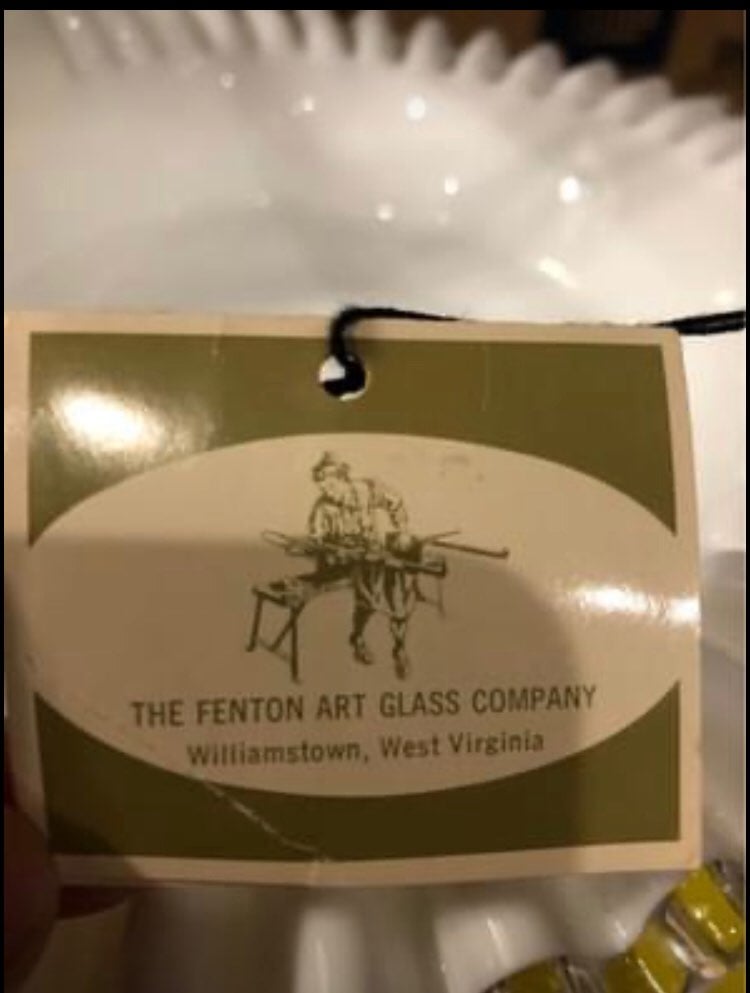 THE FENTON ART GLASS COMPANY
Williamstown, West Virginia